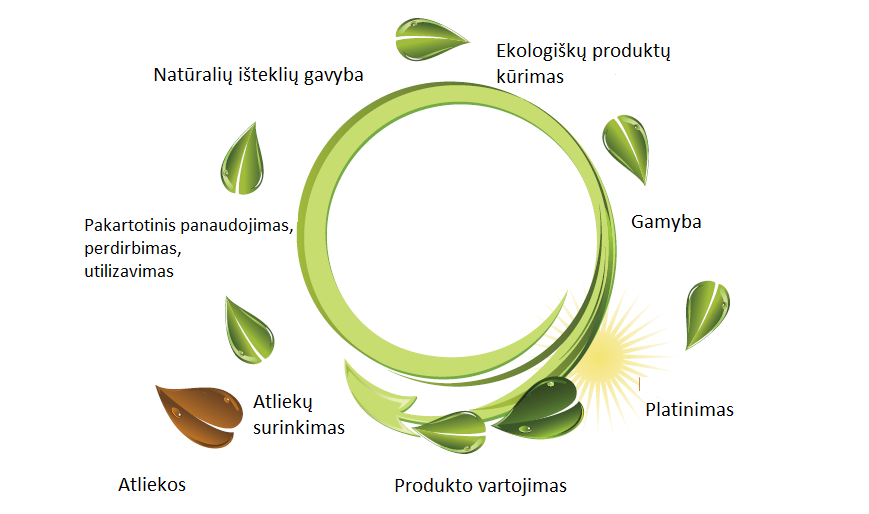 Ekologiškų produktų
kūrimas
Natūralių išteklių gavyba
Gamyba
Pakartotinis panaudojimas,
perdirbimas,
utilizavimas
Atliekų
surinkimas
Platinimas
Atliekos
Produkto vartojimas